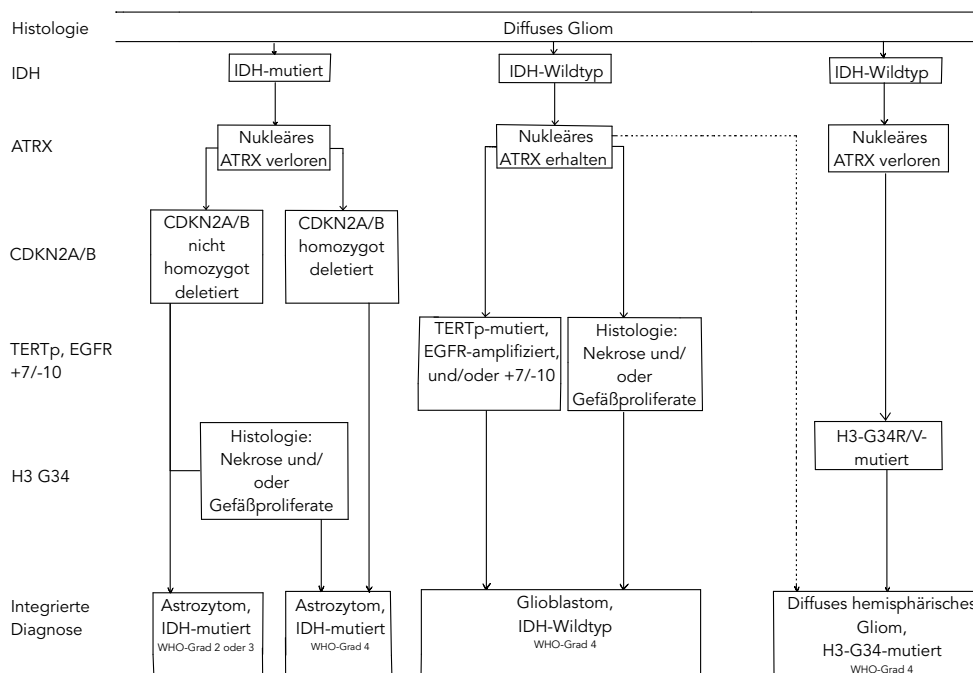 Histologie
Diffuses Gliom
IDH
IDH-mutiert
IDH-Wildtyp
IDH-Wildtyp
ATRX
Nukleäres
ATRX verloren
Nukleäres
ATRX erhalten
Nukleäres
ATRX verloren
CDKN2A/B
CDKN2A/B
nicht
homozygot
deletiert
CDKN2A/B
homozygot
deletiert
TERTp, EGFR
+7/-10
TERTp-mutiert,
EGFR-amplifiziert,
und/oder +7/-10
Histologie:
Nekrose und/
oder
Gefäßproliferate
H3 G34
Histologie:
Nekrose und/
oder
Gefäßproliferate
H3-G34R/V-
mutiert
Integrierte
Diagnose
Astrozytom,
IDH-mutiert
WHO-Grad 2 oder 3
Astrozytom,
IDH-mutiert
WHO-Grad 4
Glioblastom,
IDH-Wildtyp
WHO-Grad 4
Diffuses hemisphärisches
Gliom,
H3-G34-mutiert
WHO-Grad 4